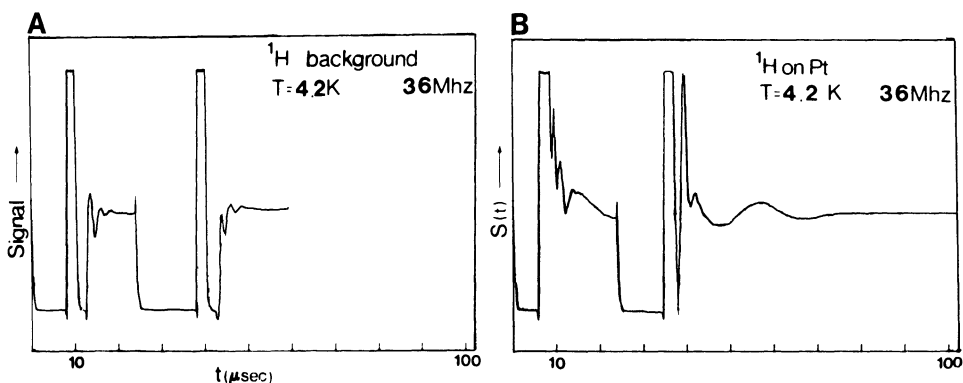 A
¹H background
T=4.2K 36Mhz
Signal →
10 100
t(μsec)
B
¹H on Pt
T=4.2 K 36Mhz
S(t) →
10 100